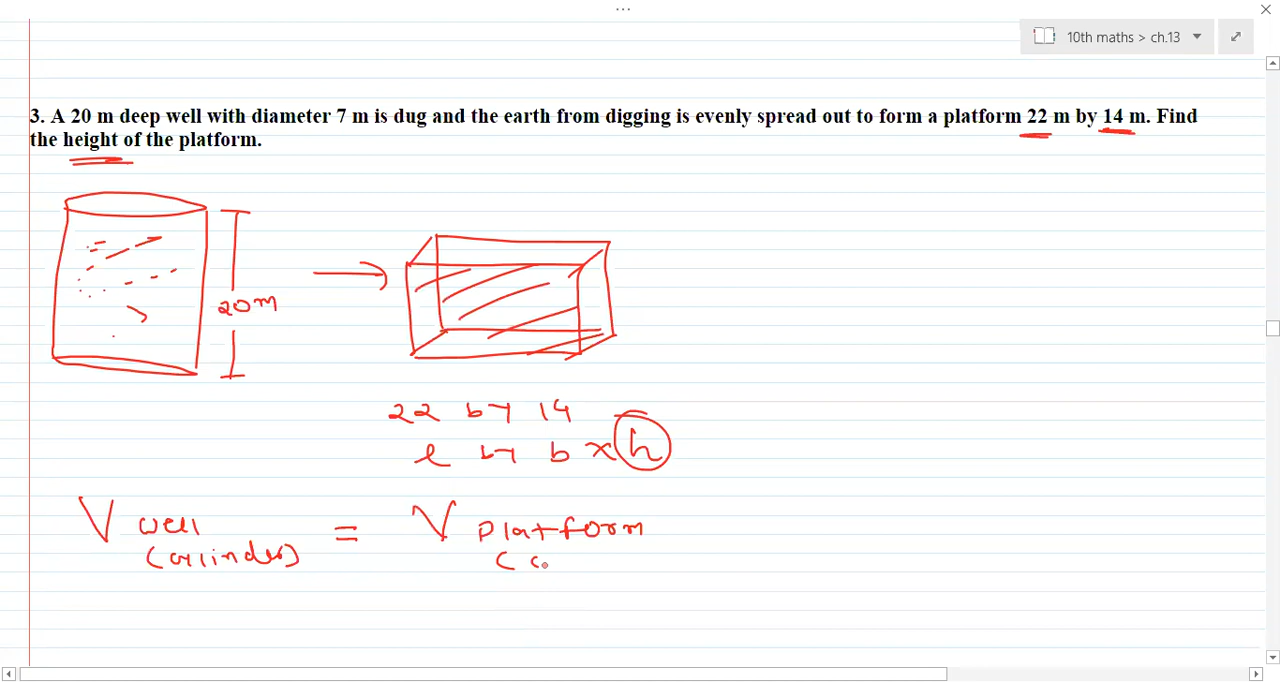 10th maths > ch.13
3. A 20 m deep well with diameter 7 m is dug and the earth from digging is evenly spread out to form a platform 22 m by 14 m. Find
the height of the platform.
20m
22 by 14
l by b x h
V well = V platform
(cylinder) ( c